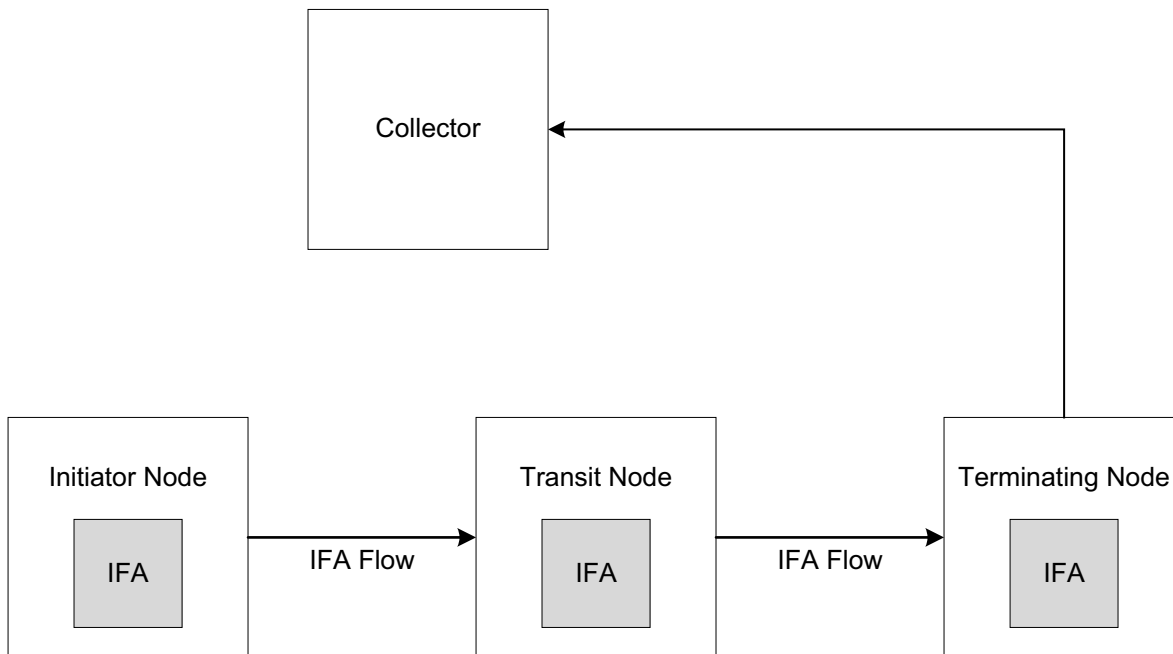 Collector
Initiator Node
Transit Node
Terminating Node
IFA
IFA Flow
IFA
IFA Flow
IFA